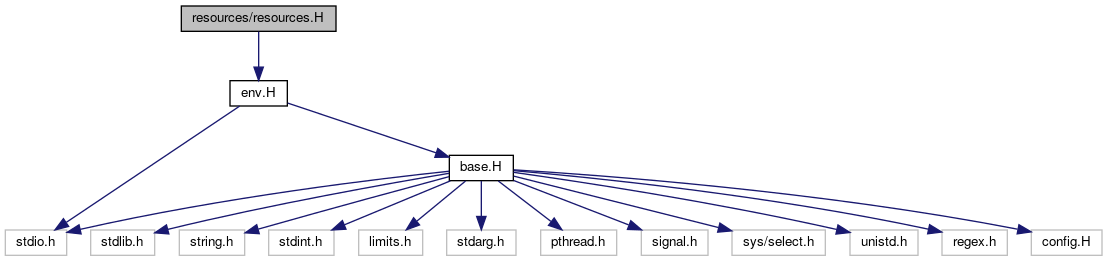 resources/resources.H
env.H
base.H
stdio.h
stdlib.h
string.h
stdint.h
limits.h
stdarg.h
pthread.h
signal.h
sys/select.h
unistd.h
regex.h
config.H